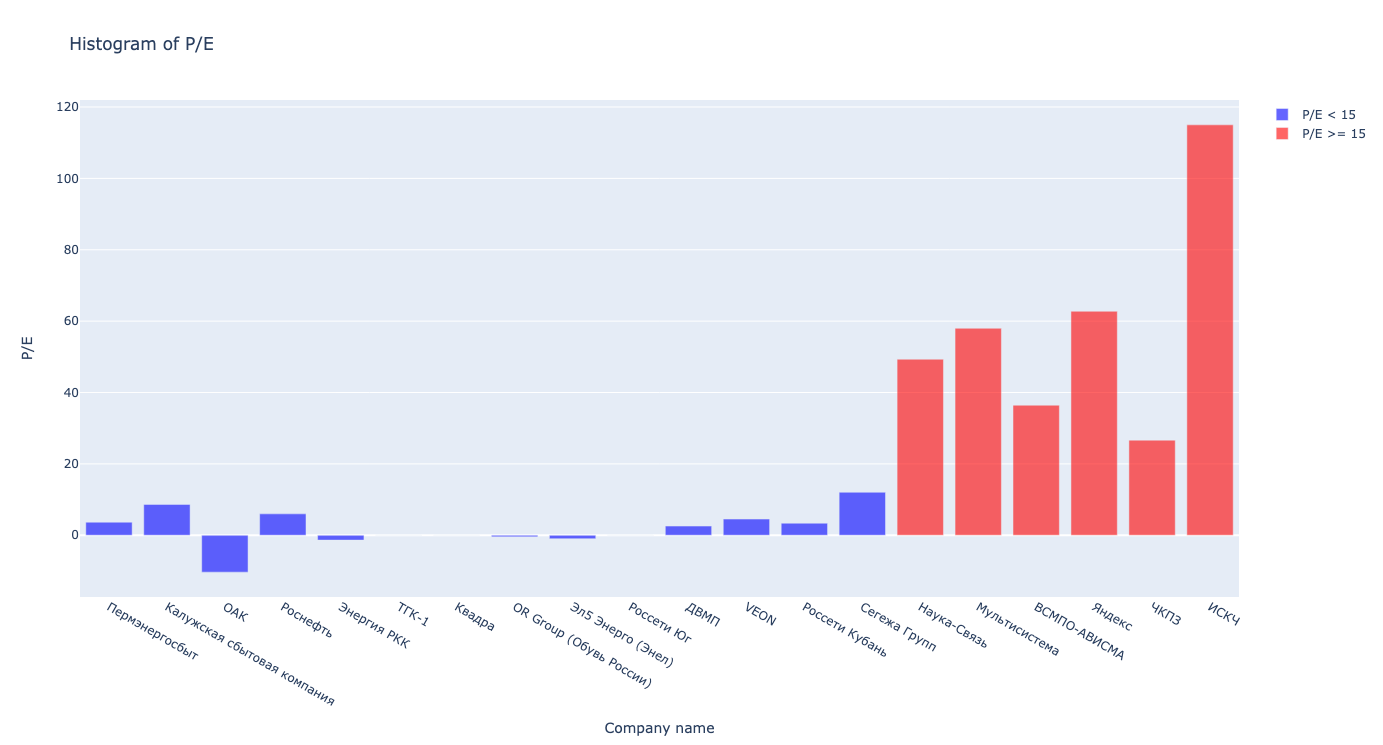 Histogram of P/E
P/E < 15
P/E >= 15
120
100
80
60
40
20
0
P/E
Пермэнергосбыт
Калужская сбытовая компания
ОАК
Роснефть
Энергия РКК
ТГК-1
Квадра
OR Group (Обувь России)
Эл5 Энерго (Энел)
Россети Юг
ДВМП
VEON
Россети Кубань
Сегежа Групп
Наука-Связь
Мультисистема
ВСМПО-АВИСМА
Яндекс
ЧКПЗ
ИСКЧ
Company name